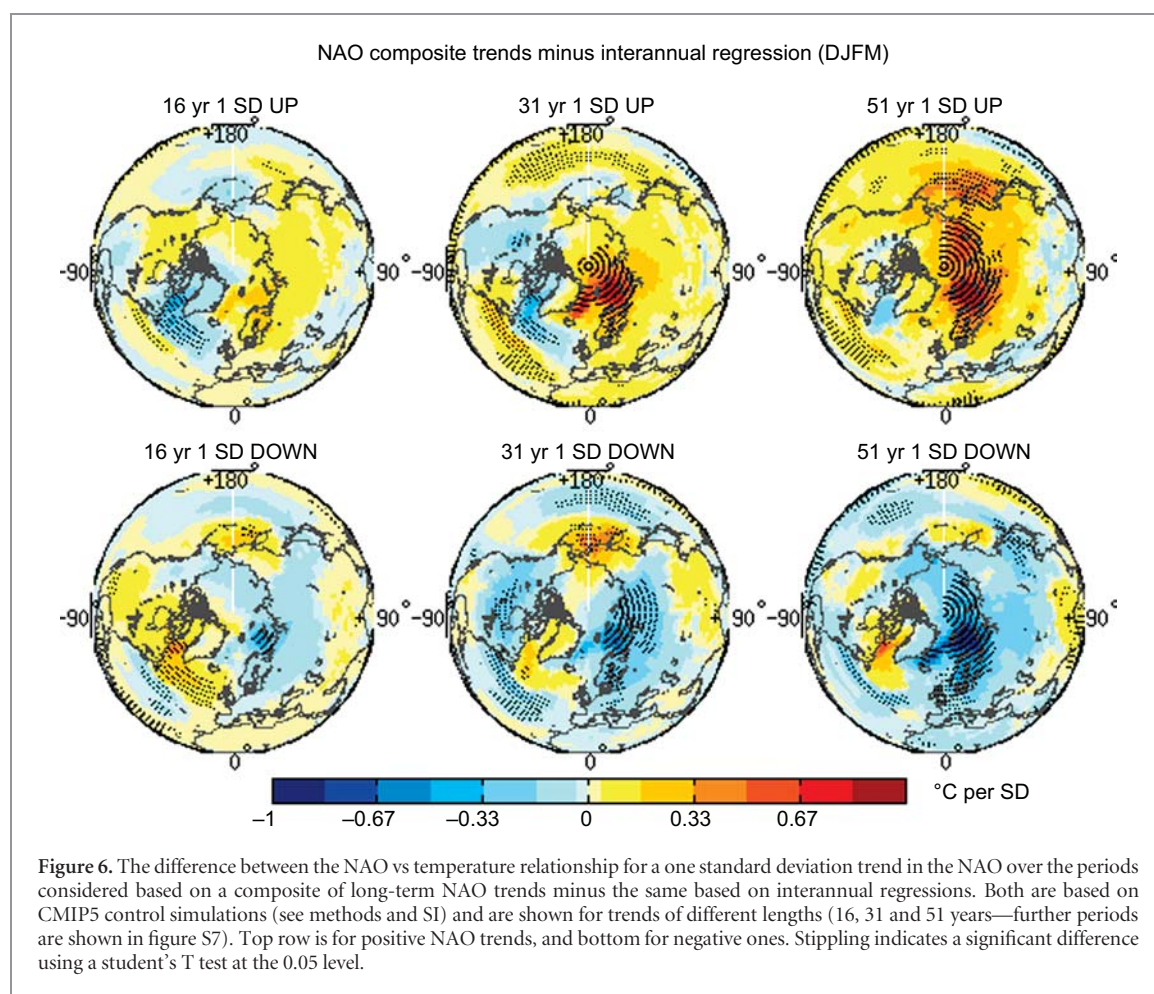 NAO composite trends minus interannual regression (DJFM)
16 yr 1 SD UP 31 yr 1 SD UP 51 yr 1 SD UP
+180° +180° +180°
-90 90° -90 90° -90 90°
0 0 0
16 yr 1 SD DOWN 31 yr 1 SD DOWN 51 yr 1 SD DOWN
+180° +180° +180°
-90 90° -90 90° -90 90°
0 0 0
°C per SD
–1 –0.67 –0.33 0 0.33 0.67
Figure 6. The difference between the NAO vs temperature relationship for a one standard deviation trend in the NAO over the periods
considered based on a composite of long-term NAO trends minus the same based on interannual regressions. Both are based on
CMIP5 control simulations (see methods and SI) and are shown for trends of different lengths (16, 31 and 51 years—further periods
are shown in figure S7). Top row is for positive NAO trends, and bottom for negative ones. Stippling indicates a significant difference
using a student's T test at the 0.05 level.